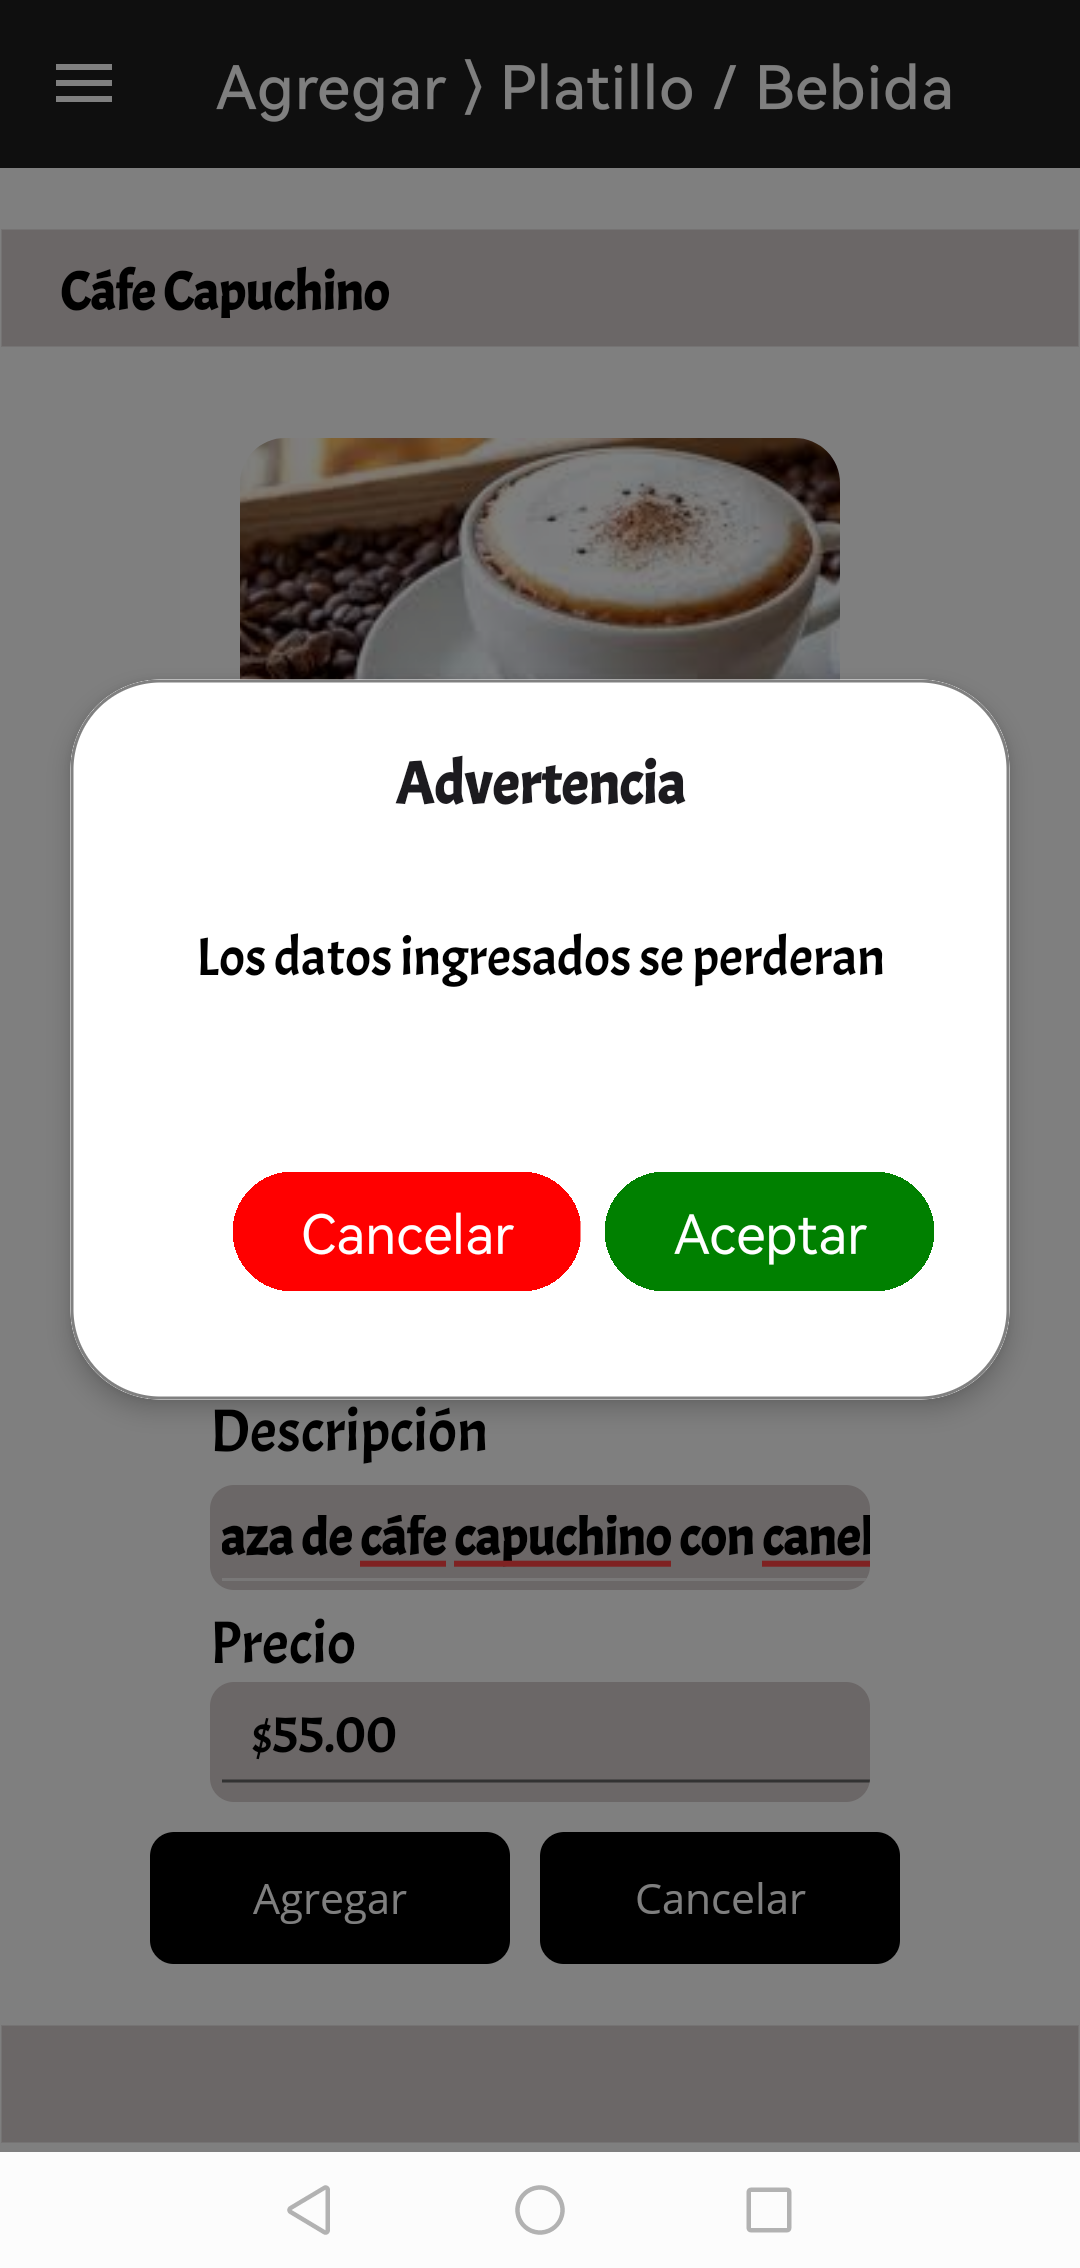 Agregar ⟩ Platillo / Bebida
Cáfe Capuchino
Advertencia
Los datos ingresados se perderan
Cancelar
Aceptar
Descripción
aza de cáfe capuchino con canel
Precio
$55.00
Agregar
Cancelar